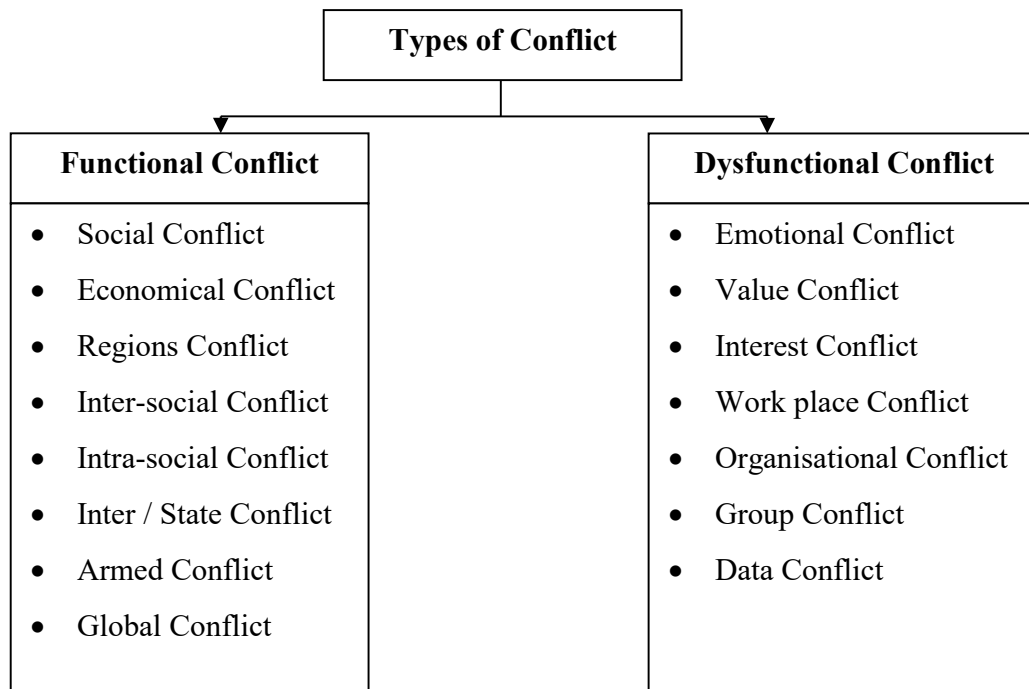 Types of Conflict
Functional Conflict
• Social Conflict
• Economical Conflict
• Regions Conflict
• Inter-social Conflict
• Intra-social Conflict
• Inter / State Conflict
• Armed Conflict
• Global Conflict
Dysfunctional Conflict
• Emotional Conflict
• Value Conflict
• Interest Conflict
• Work place Conflict
• Organisational Conflict
• Group Conflict
• Data Conflict